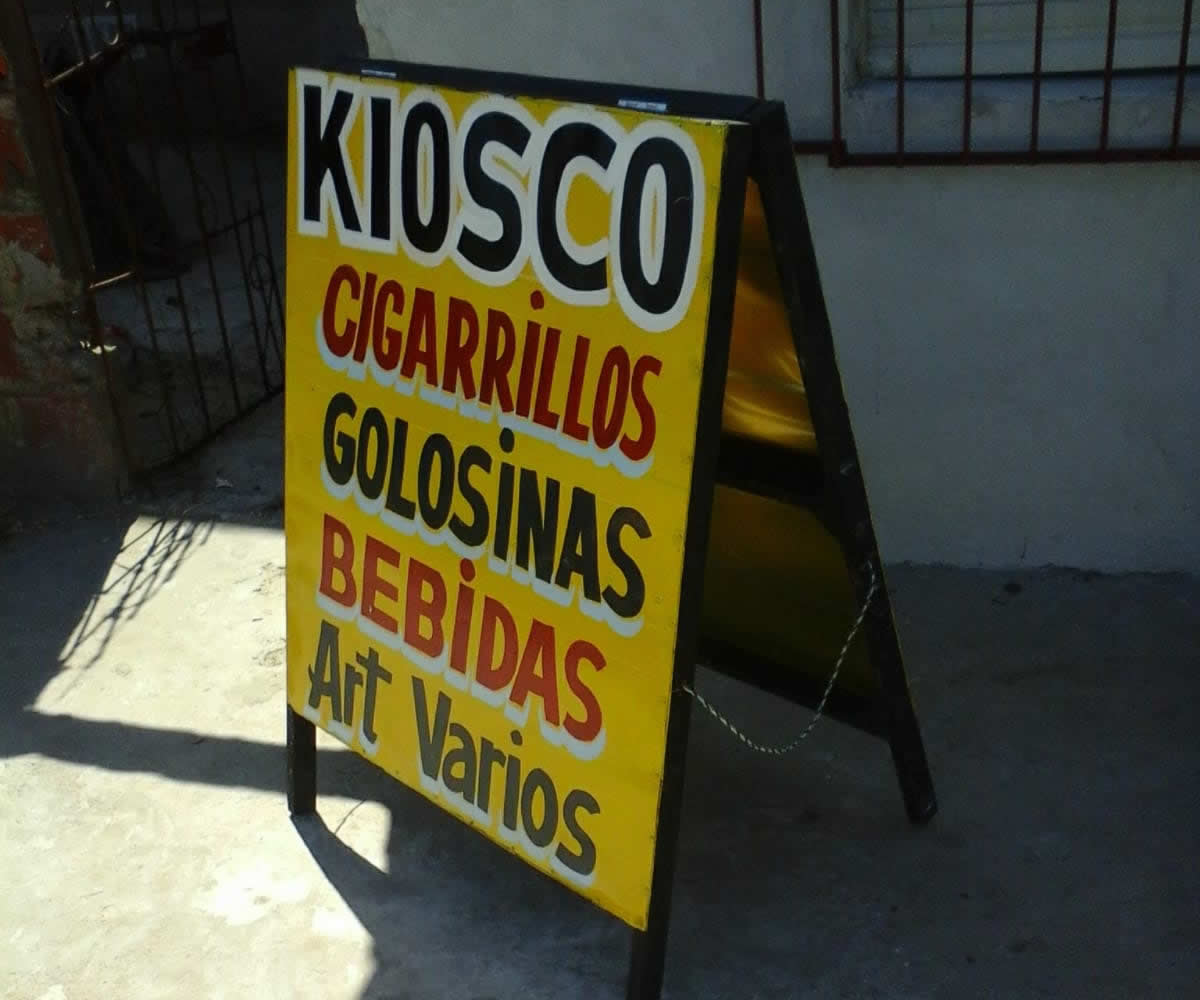 KIOSCO
CIGARRiLLOS
GOLOSiNAS
BEBiDAS
Art Varios